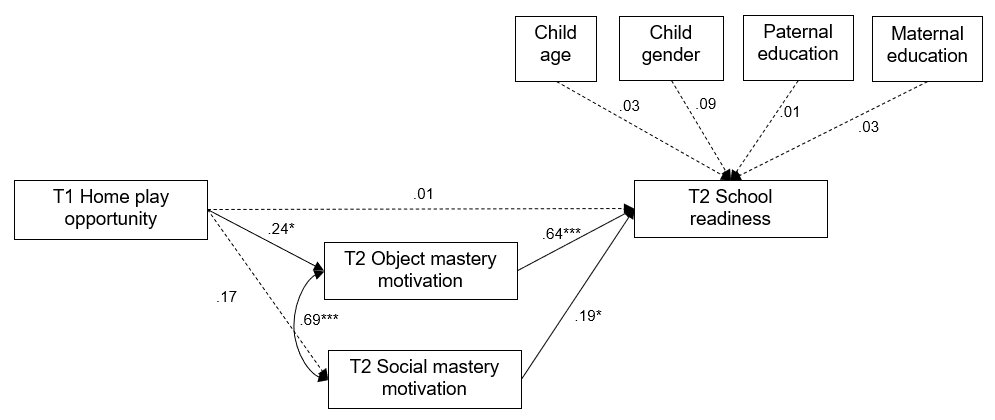 Child
age
Child
gender
Paternal
education
Maternal
education
.03
.09
.01
.03
T1 Home play
opportunity
.01
T2 School
readiness
.24*
.64***
T2 Object mastery
motivation
.17
.69***
.19*
T2 Social mastery
motivation